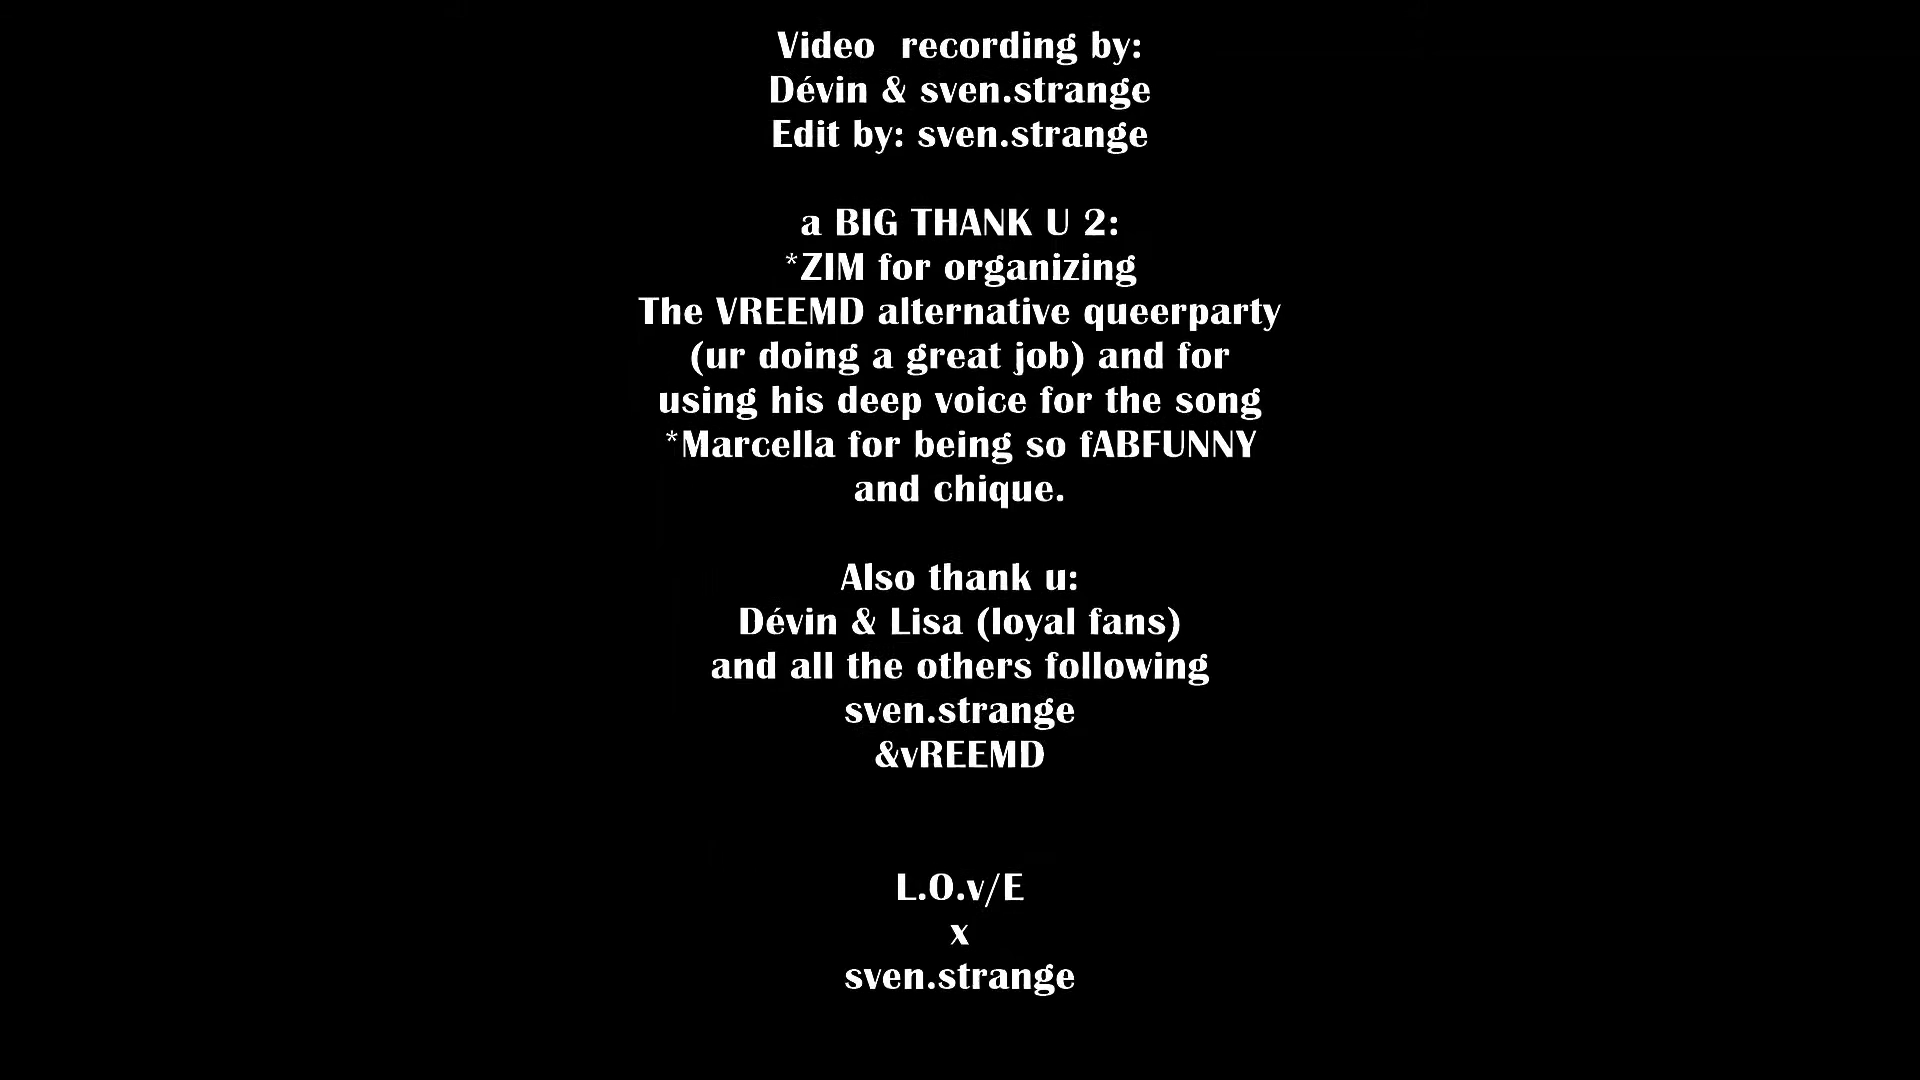 Video  recording by:
Dévin & sven.strange
Edit by: sven.strange
a BIG THANK U 2:
*ZIM for organizing
The VREEMD alternative queerparty
(ur doing a great job) and for
using his deep voice for the song
*Marcella for being so fABFUNNY
and chique.
Also thank u:
Dévin & Lisa (loyal fans)
and all the others following
sven.strange
&vREEMD
L.O.v/E
x
sven.strange